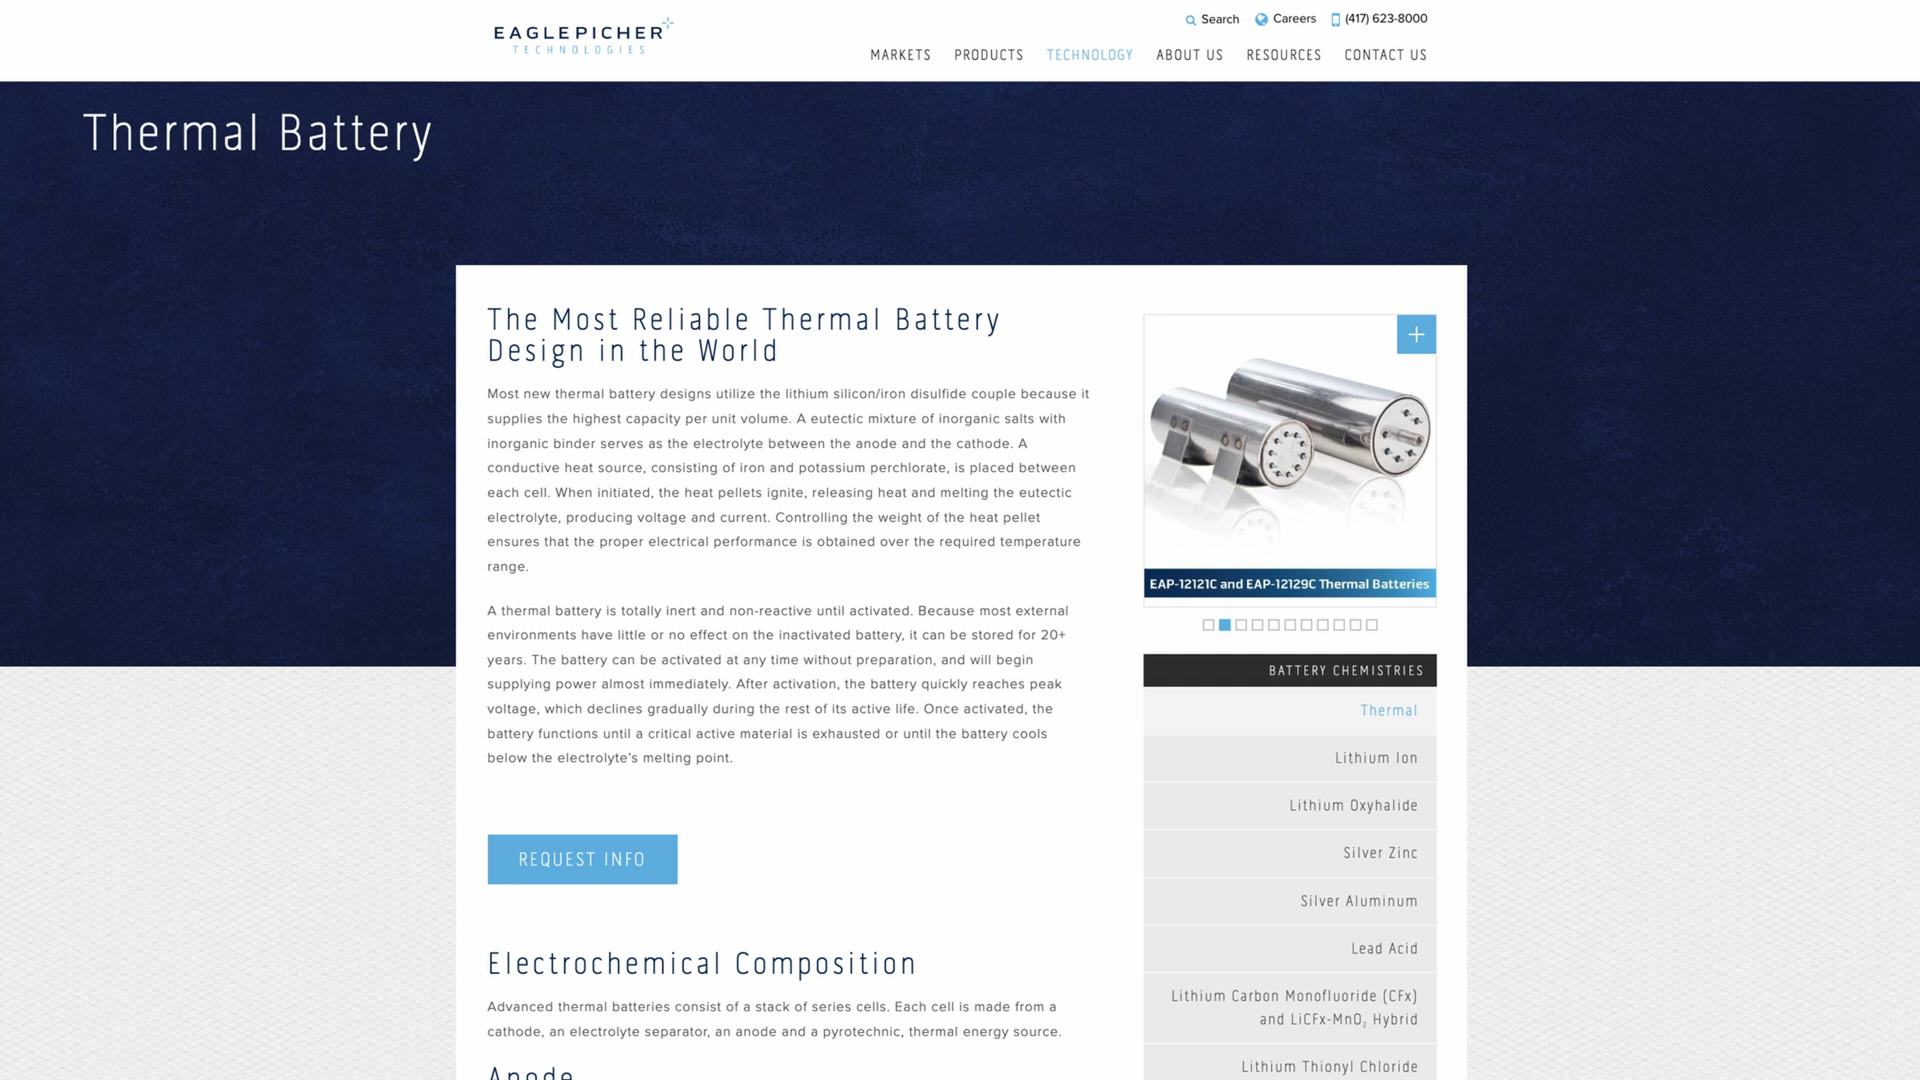 EAGLEPICHER
TECHNOLOGIES
Search
Careers
(417) 623-8000
MARKETS
PRODUCTS
TECHNOLOGY
ABOUT US
RESOURCES
CONTACT US
Thermal Battery
The Most Reliable Thermal Battery
Design in the World
Most new thermal battery designs utilize the lithium silicon/iron disulfide couple because it
supplies the highest capacity per unit volume. A eutectic mixture of inorganic salts with
inorganic binder serves as the electrolyte between the anode and the cathode. A
conductive heat source, consisting of iron and potassium perchlorate, is placed between
each cell. When initiated, the heat pellets ignite, releasing heat and melting the eutectic
electrolyte, producing voltage and current. Controlling the weight of the heat pellet
ensures that the proper electrical performance is obtained over the required temperature
range.
A thermal battery is totally inert and non-reactive until activated. Because most external
environments have little or no effect on the inactivated battery, it can be stored for 20+
years. The battery can be activated at any time without preparation, and will begin
supplying power almost immediately. After activation, the battery quickly reaches peak
voltage, which declines gradually during the rest of its active life. Once activated, the
battery functions until a critical active material is exhausted or until the battery cools
below the electrolyte's melting point.
REQUEST INFO
Electrochemical Composition
Advanced thermal batteries consist of a stack of series cells. Each cell is made from a
cathode, an electrolyte separator, an anode and a pyrotechnic, thermal energy source.
Anode
+
EAP-12121C and EAP-12129C Thermal Batteries
BATTERY CHEMISTRIES
Thermal
Lithium Ion
Lithium Oxyhalide
Silver Zinc
Silver Aluminum
Lead Acid
Lithium Carbon Monofluoride (CFx)
and LiCFx-MnO₂ Hybrid
Lithium Thionyl Chloride